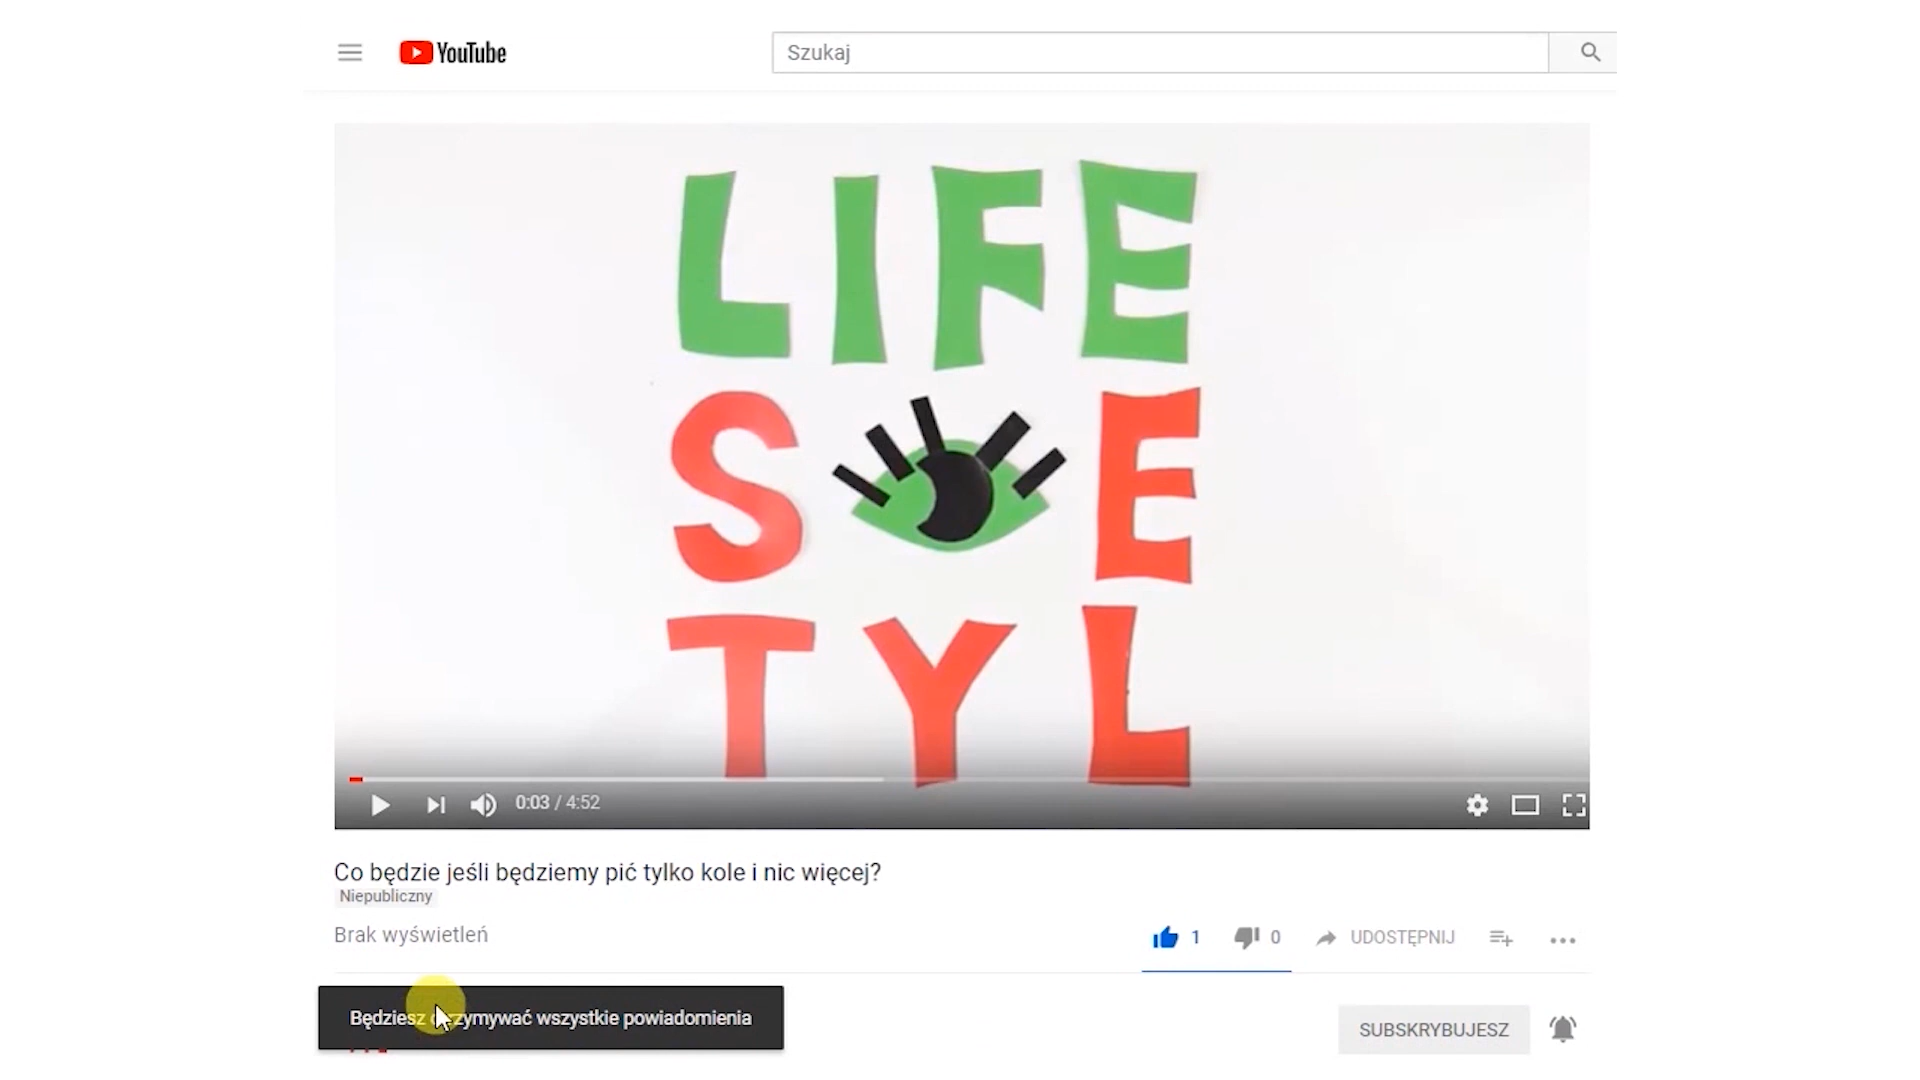 YouTube
Szukaj
LIFE
S E
TYL
0:03 / 4:52
Co będzie jeśli będziemy pić tylko kole i nic więcej?
Niepubliczny
Brak wyświetleń
1
0
UDOSTĘPNIJ
Będziesz otrzymywać wszystkie powiadomienia
SUBSKRYBUJESZ